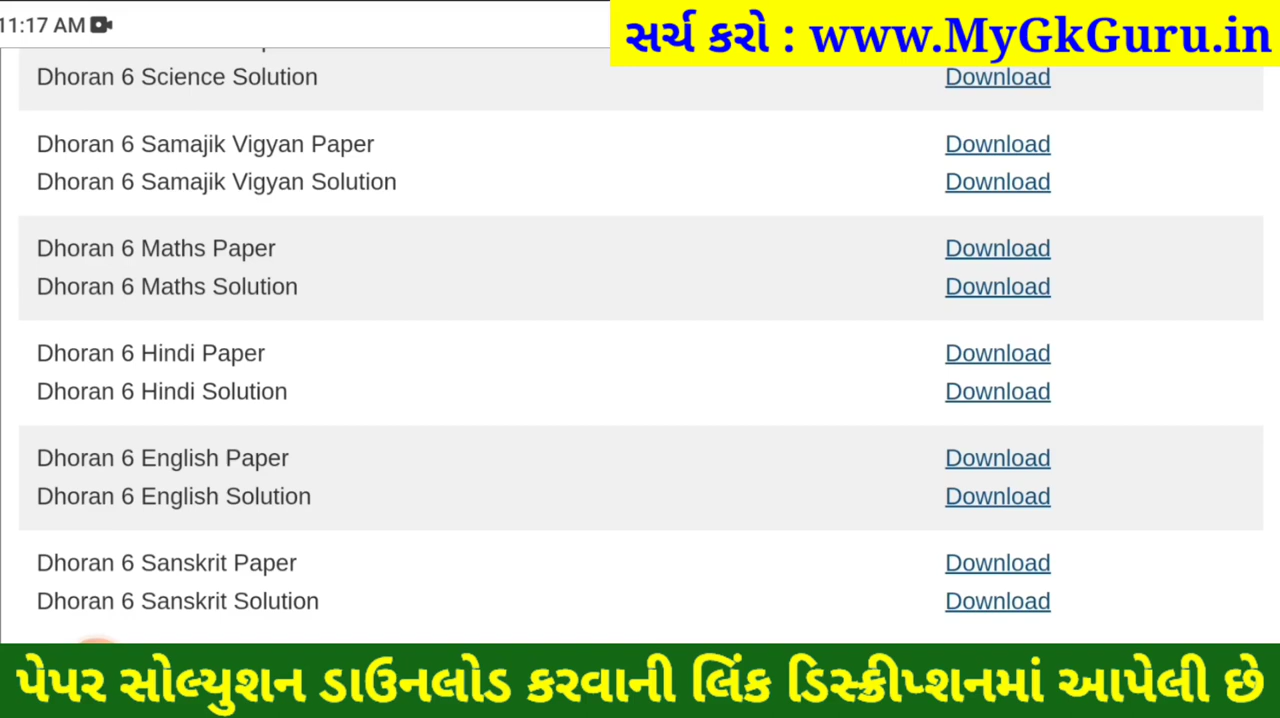 11:17 AM
સર્ચ કરો : www.MyGkGuru.in
Dhoran 6 Science Solution Download
Dhoran 6 Samajik Vigyan Paper Download
Dhoran 6 Samajik Vigyan Solution Download
Dhoran 6 Maths Paper Download
Dhoran 6 Maths Solution Download
Dhoran 6 Hindi Paper Download
Dhoran 6 Hindi Solution Download
Dhoran 6 English Paper Download
Dhoran 6 English Solution Download
Dhoran 6 Sanskrit Paper Download
Dhoran 6 Sanskrit Solution Download
પેપર સોલ્યુશન ડાઉનલોડ કરવાની લિંક ડિસ્ક્રીપ્શનમાં આપેલી છે